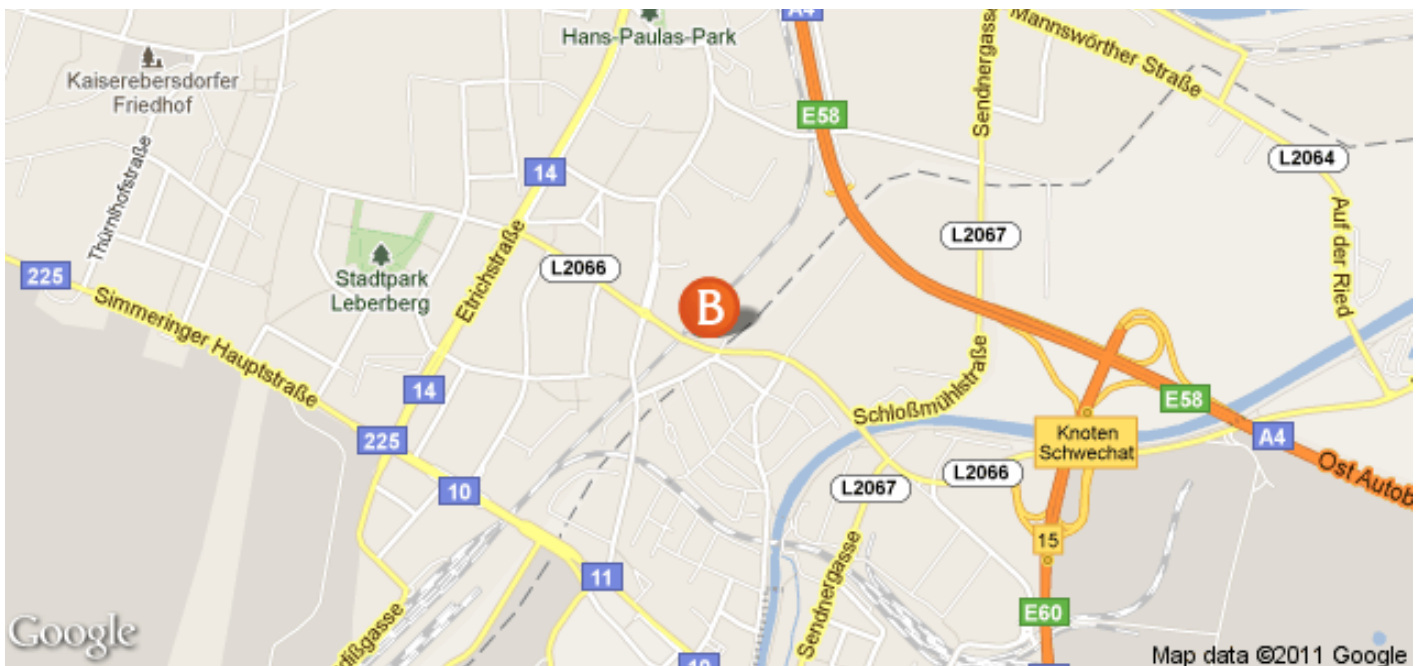 A4
Hans-Paulas-Park
Mannswörther Straße
Sendnergasse
Kaiserebersdorfer
Friedhof
E58
L2064
14
Thürnlhofstraße
Auf der Ried
L2067
Etrichstraße
225
L2066
Stadtpark
Leberberg
B
Simmeringer Hauptstraße
14
Schloßmühlstraße
E58
225
Knoten
Schwechat
A4
Ost Autob
10
L2067
L2066
15
11
Sendnergasse
E60
Google
10
Map data ©2011 Google